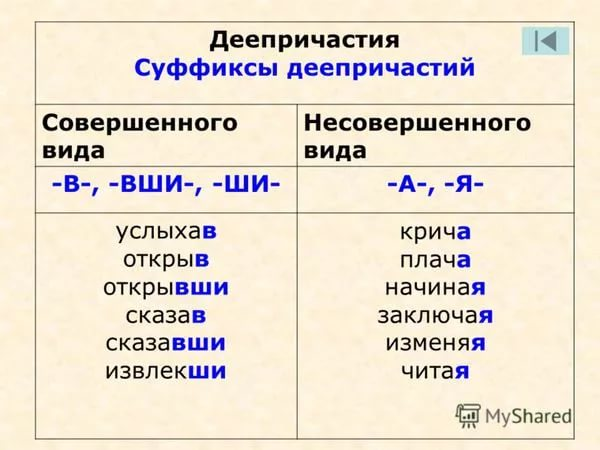 Деепричастия
Суффиксы деепричастий
Совершенного
вида
Несовершенного
вида
-В-, -ВШИ-, -ШИ-
-А-, -Я-
услыхав
открыв
открывши
сказав
сказавши
извлекши
крича
плача
начиная
заключая
изменяя
читая
MyShared